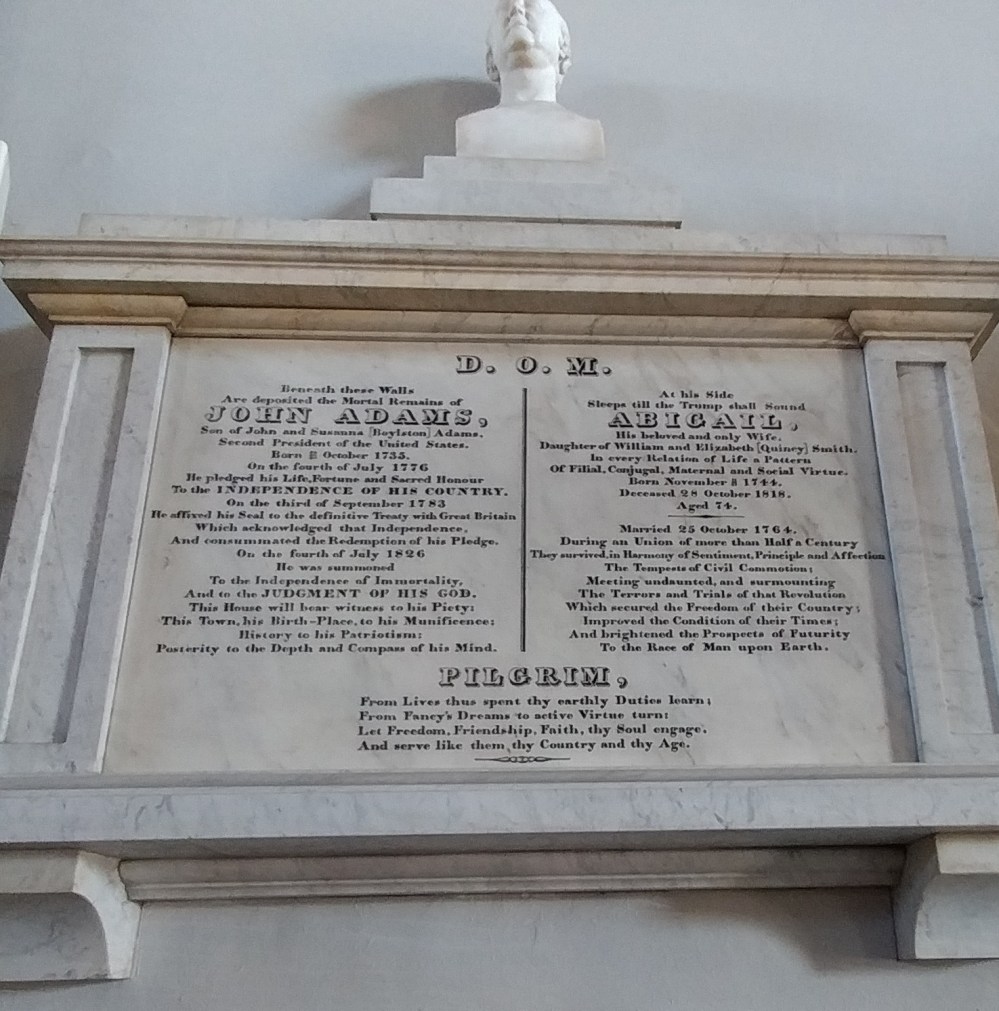 D. O. M.
Beneath these Walls
Are deposited the Mortal Remains of
JOHN ADAMS,
Son of John and Susanna [Boylston] Adams,
Second President of the United States.
Born October 1735.
On the fourth of July 1776
He pledged his Life, Fortune and Sacred Honour
To the INDEPENDENCE OF HIS COUNTRY.
On the third of September 1783
He affixed his Seal to the definitive Treaty with Great Britain
Which acknowledged that Independence,
And consummated the Redemption of his Pledge.
On the fourth of July 1826
He was summoned
To the Independence of Immortality,
And to the JUDGMENT OF HIS GOD.
This House will bear witness to his Piety:
This Town, his Birth-Place, to his Munificence:
History to his Patriotism:
Posterity to the Depth and Compass of his Mind.
At his Side
Sleeps till the Trump shall Sound
ABIGAIL,
His beloved and only Wife,
Daughter of William and Elizabeth [Quincy] Smith.
In every Relation of Life a Pattern
Of Filial, Conjugal, Maternal and Social Virtue.
Born November 1744.
Deceased 28 October 1818.
Aged 74.
Married 25 October 1764.
During an Union of more than Half a Century
They survived, in Harmony of Sentiment, Principle and Affection
The Tempests of Civil Commotion;
Meeting undaunted, and surmounting
The Terrors and Trials of that Revolution
Which secured the Freedom of their Country;
Improved the Condition of their Times;
And brightened the Prospects of Futurity
To the Race of Man upon Earth.
PILGRIM,
From Lives thus spent thy earthly Duties learn;
From Fancy's Dreams to active Virtue turn:
Let Freedom, Friendship, Faith, thy Soul engage,
And serve like them, thy Country and thy Age.